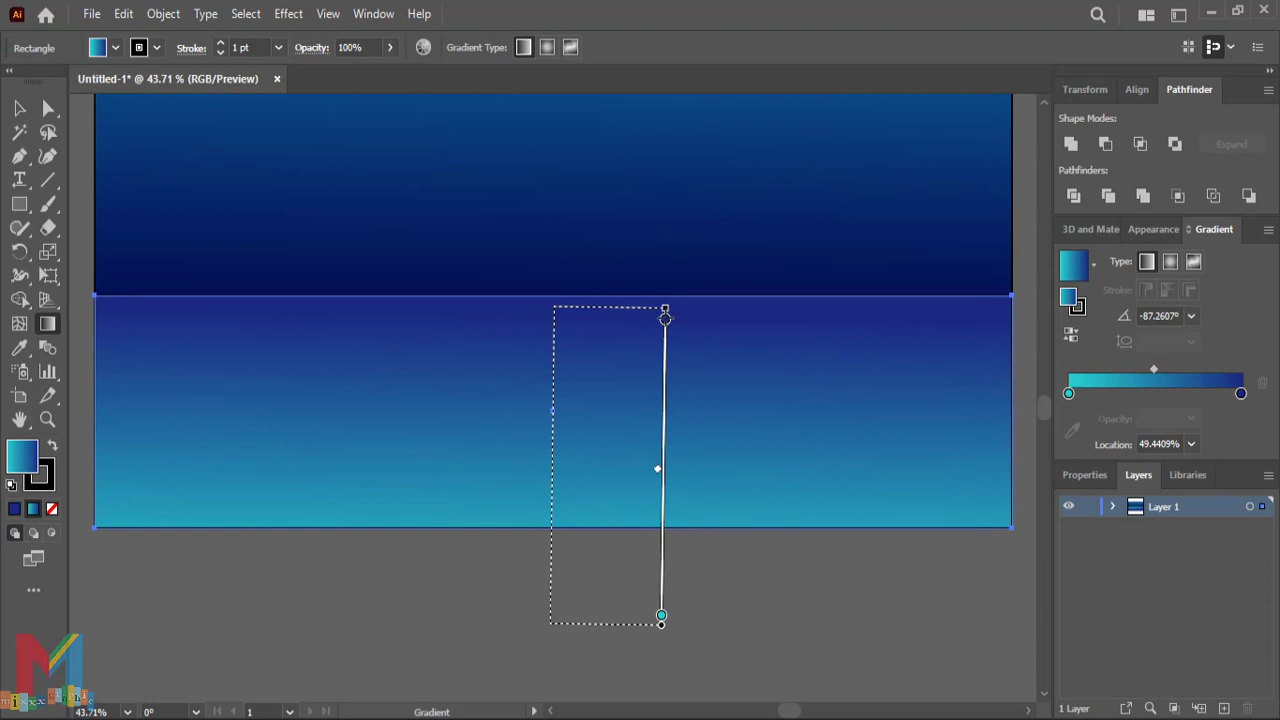 Ai File Edit Object Type Select Effect View Window Help
Rectangle Stroke: 1 pt Opacity: 100% Gradient Type:
Untitled-1* @ 43.71 % (RGB/Preview)
Transform Align Pathfinder
Shape Modes:
Expand
Pathfinders:
3D and Mate Appearance Gradient
Type:
Stroke:
-87.2607°
Opacity:
Location: 49.4409%
Properties Layers Libraries
Layer 1
M
43.71% 0° 1 Gradient
1 Layer